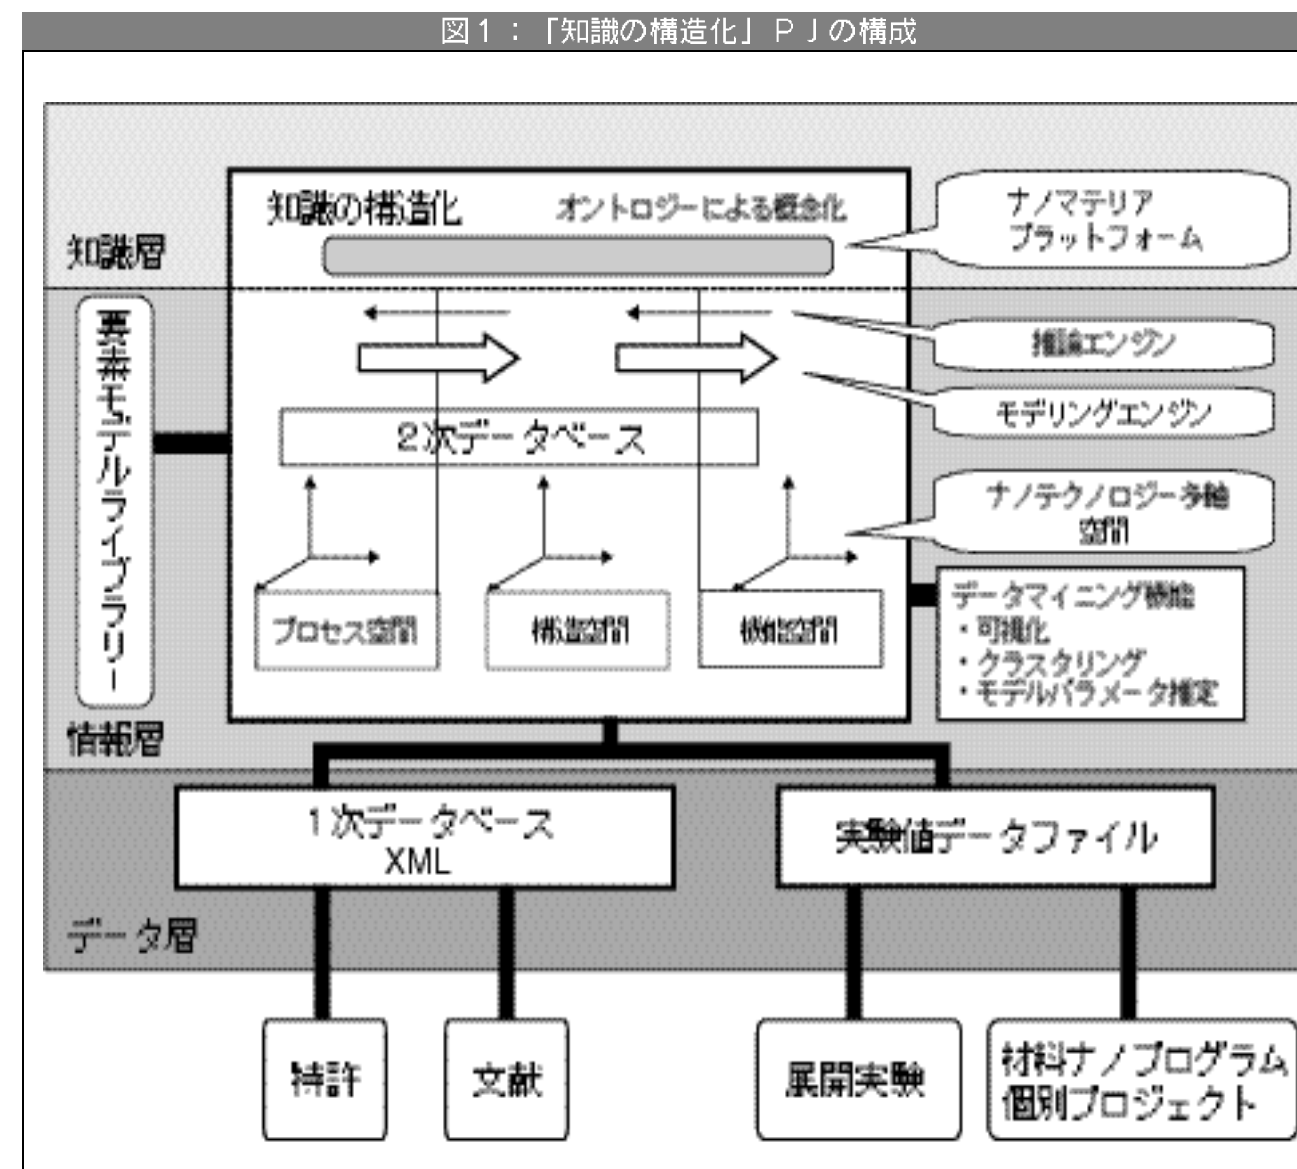 図１：「知識の構造化」ＰＪの構成
知識の構造化
オントロジーによる概念化
ナノマテリア
プラットフォーム
知識層
要素モデルライブラリー
推論エンジン
モデリングエンジン
２次データベース
ナノテクノロジー多軸
空間
プロセス空間
構造空間
機能空間
データマイニング機能
・可視化
・クラスタリング
・モデルパラメータ推定
情報層
１次データベース
XML
実験値データファイル
データ層
特許
文献
展開実験
材料ナノプログラム
個別プロジェクト